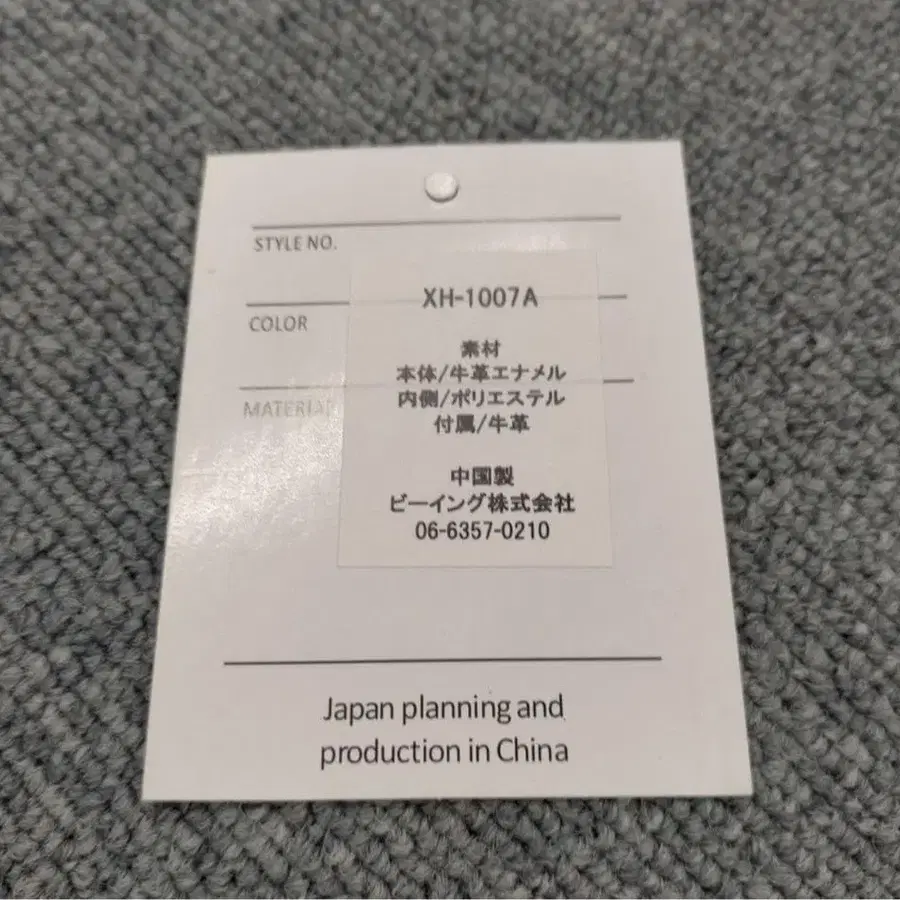 STYLE NO.
XH-1007A
COLOR
素材
本体/牛革エナメル
内側/ポリエステル
MATERIAL
付属/牛革
中国製
ビーイング株式会社
06-6357-0210
Japan planning and
production in China